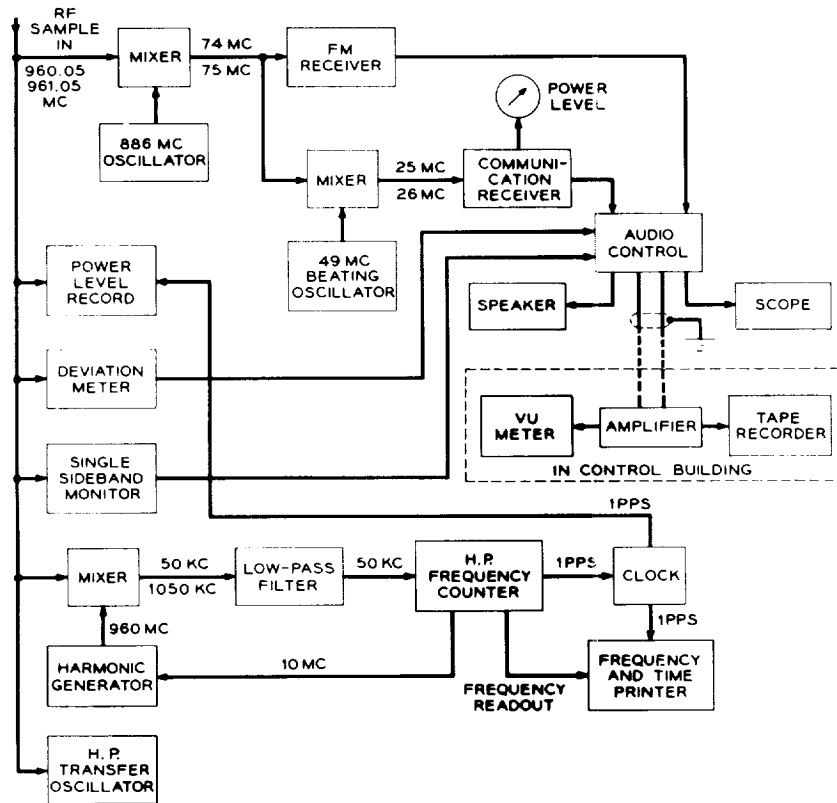 RF
SAMPLE
IN
960.05
961.05
MC
MIXER
74 MC
75 MC
FM
RECEIVER
886 MC
OSCILLATOR
POWER
LEVEL
MIXER
25 MC
26 MC
COMMUNI-
CATION
RECEIVER
49 MC
BEATING
OSCILLATOR
AUDIO
CONTROL
POWER
LEVEL
RECORD
SPEAKER
SCOPE
DEVIATION
METER
VU
METER
AMPLIFIER
TAPE
RECORDER
IN CONTROL BUILDING
SINGLE
SIDEBAND
MONITOR
1PPS
MIXER
50 KC
1050 KC
LOW-PASS
FILTER
50 KC
H.P.
FREQUENCY
COUNTER
1PPS
CLOCK
960 MC
1PPS
HARMONIC
GENERATOR
10 MC
FREQUENCY
READOUT
FREQUENCY
AND TIME
PRINTER
H.P.
TRANSFER
OSCILLATOR